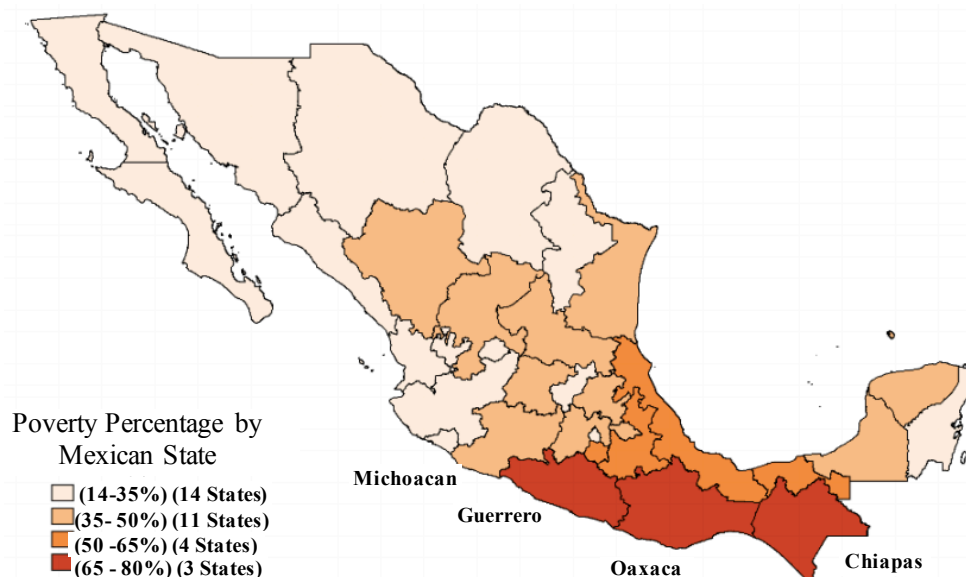 Poverty Percentage by
Mexican State
(14-35%) (14 States)
(35- 50%) (11 States)
(50 -65%) (4 States)
(65 - 80%) (3 States)
Michoacan
Guerrero
Oaxaca
Chiapas